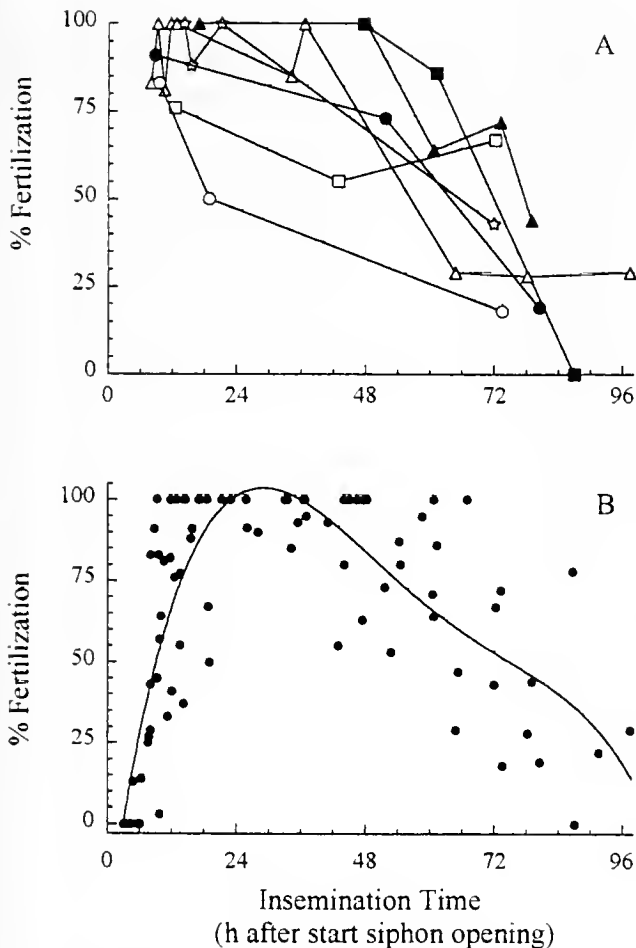 A
% Fertilization
100
75
50
25
0
0 24 48 72 96
B
% Fertilization
100
75
50
25
0
0 24 48 72 96
Insemination Time
(h after start siphon opening)